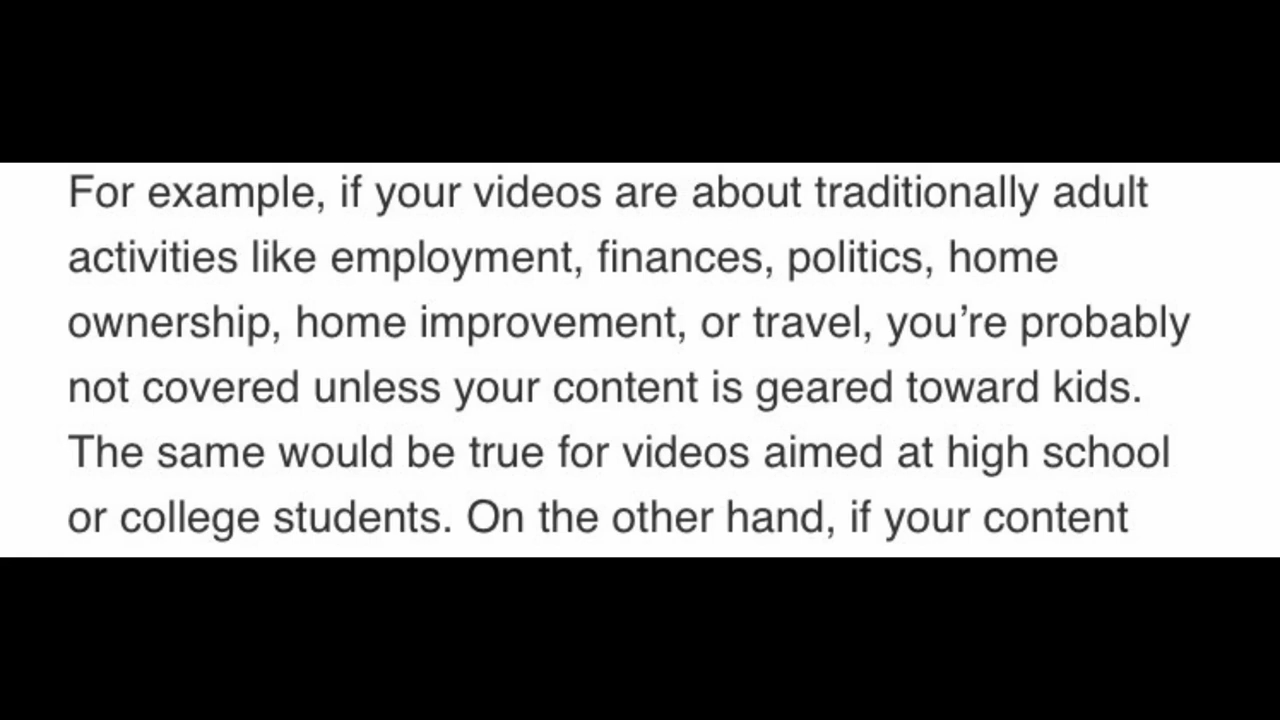 For example, if your videos are about traditionally adult
activities like employment, finances, politics, home
ownership, home improvement, or travel, you’re probably
not covered unless your content is geared toward kids.
The same would be true for videos aimed at high school
or college students. On the other hand, if your content